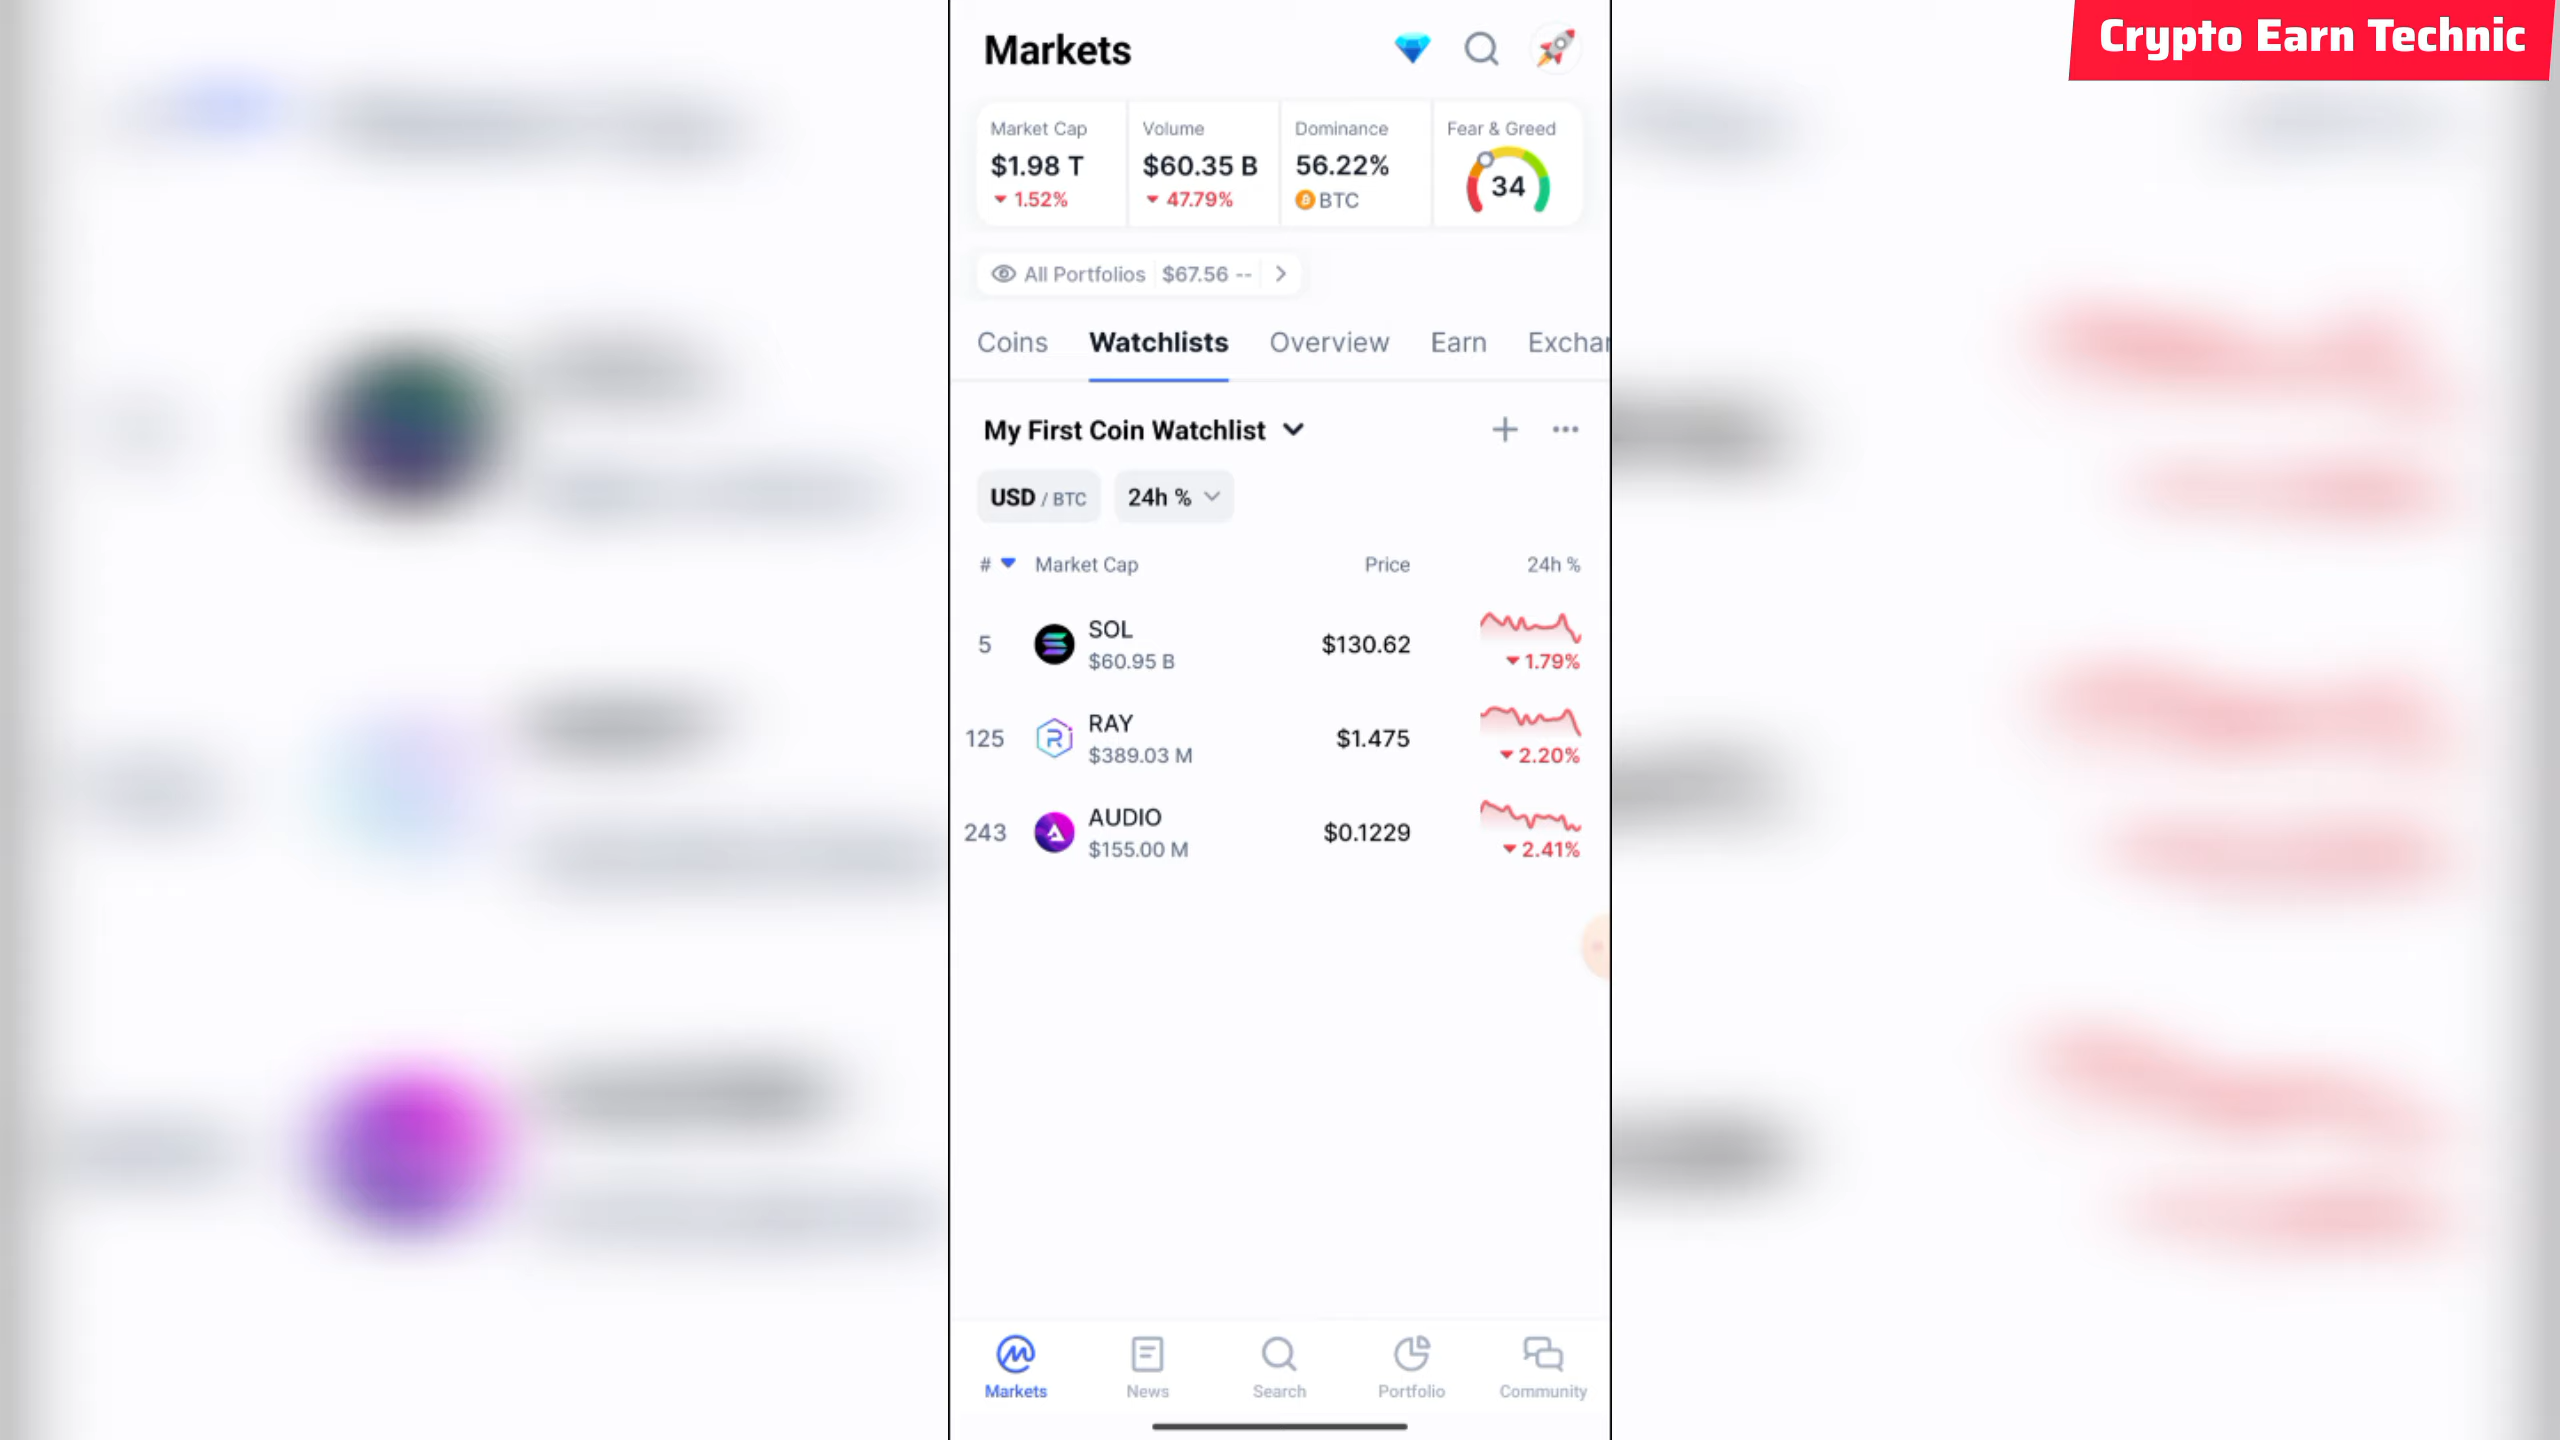 Crypto Earn Technic
Markets
Market Cap
$1.98 T
1.52%
Volume
$60.35 B
47.79%
Dominance
56.22%
BTC
Fear & Greed
34
All Portfolios $67.56 --
Coins Watchlists Overview Earn Exchan
My First Coin Watchlist
USD / BTC 24h %
# Market Cap Price 24h %
5 SOL $60.95 B $130.62 1.79%
125 RAY $389.03 M $1.475 2.20%
243 AUDIO $155.00 M $0.1229 2.41%
Markets News Search Portfolio Community